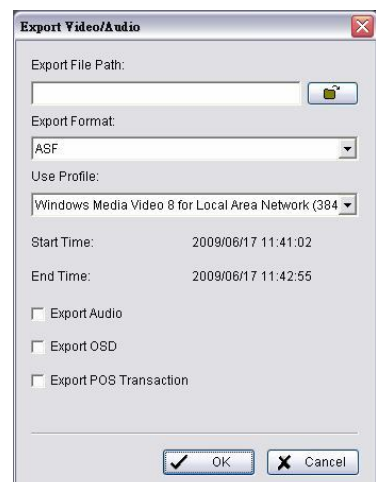 Export Video/Audio
Export File Path:
Export Format:
ASF
Use Profile:
Windows Media Video 8 for Local Area Network (384
Start Time: 2009/06/17 11:41:02
End Time: 2009/06/17 11:42:55
Export Audio
Export OSD
Export POS Transaction
OK Cancel